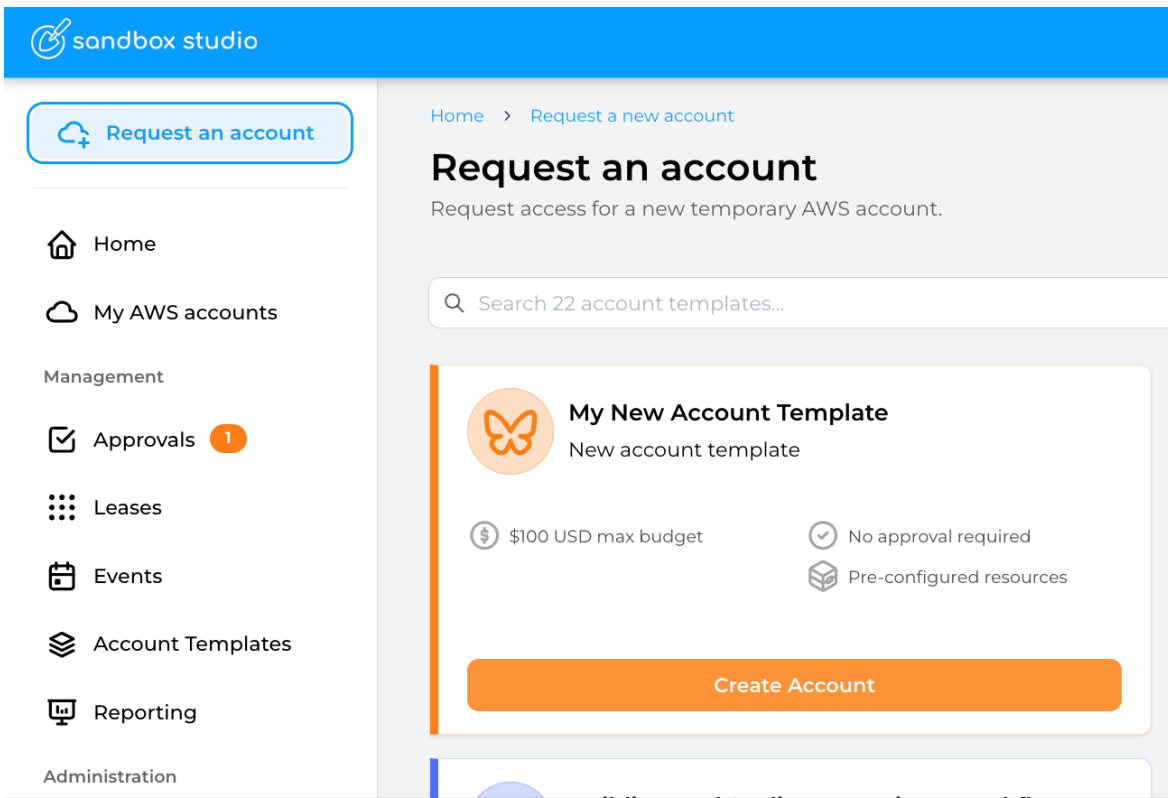 sandbox studio
Request an account
Home
My AWS accounts
Management
Approvals 1
Leases
Events
Account Templates
Reporting
Administration
Home > Request a new account
Request an account
Request access for a new temporary AWS account.
Search 22 account templates...
My New Account Template
New account template
$100 USD max budget
No approval required
Pre-configured resources
Create Account